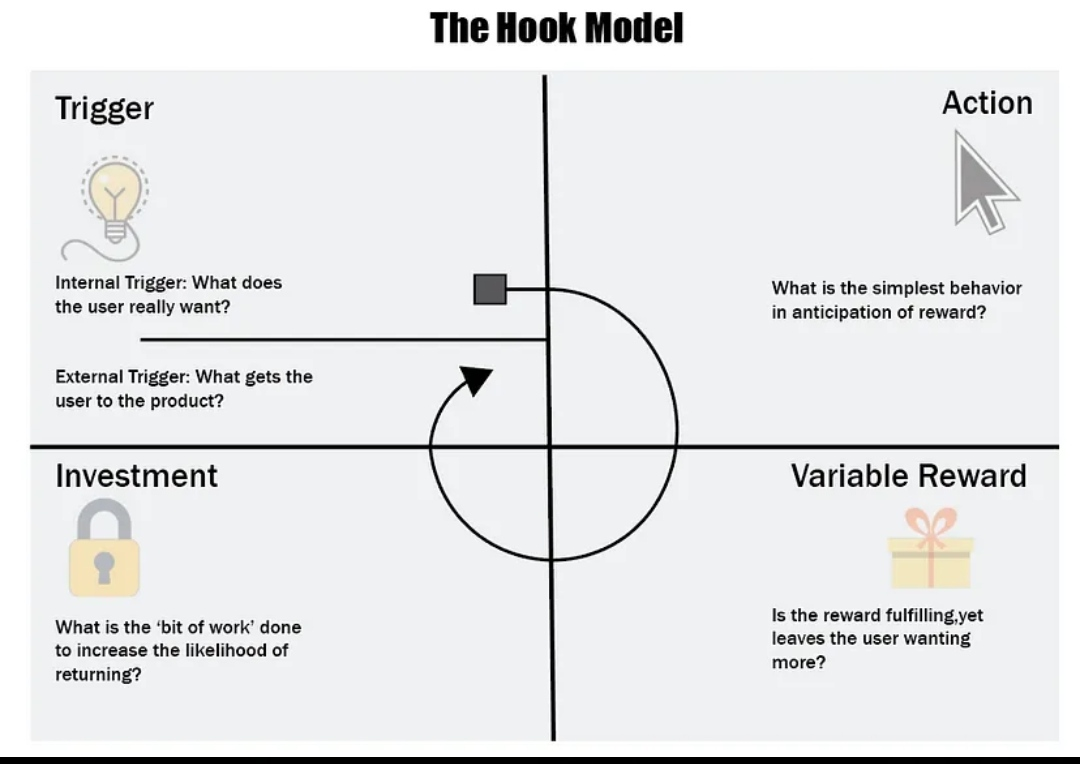 The Hook Model
Trigger
Internal Trigger: What does
the user really want?
External Trigger: What gets the
user to the product?
Action
What is the simplest behavior
in anticipation of reward?
Investment
What is the ‘bit of work’ done
to increase the likelihood of
returning?
Variable Reward
Is the reward fulfilling,yet
leaves the user wanting
more?